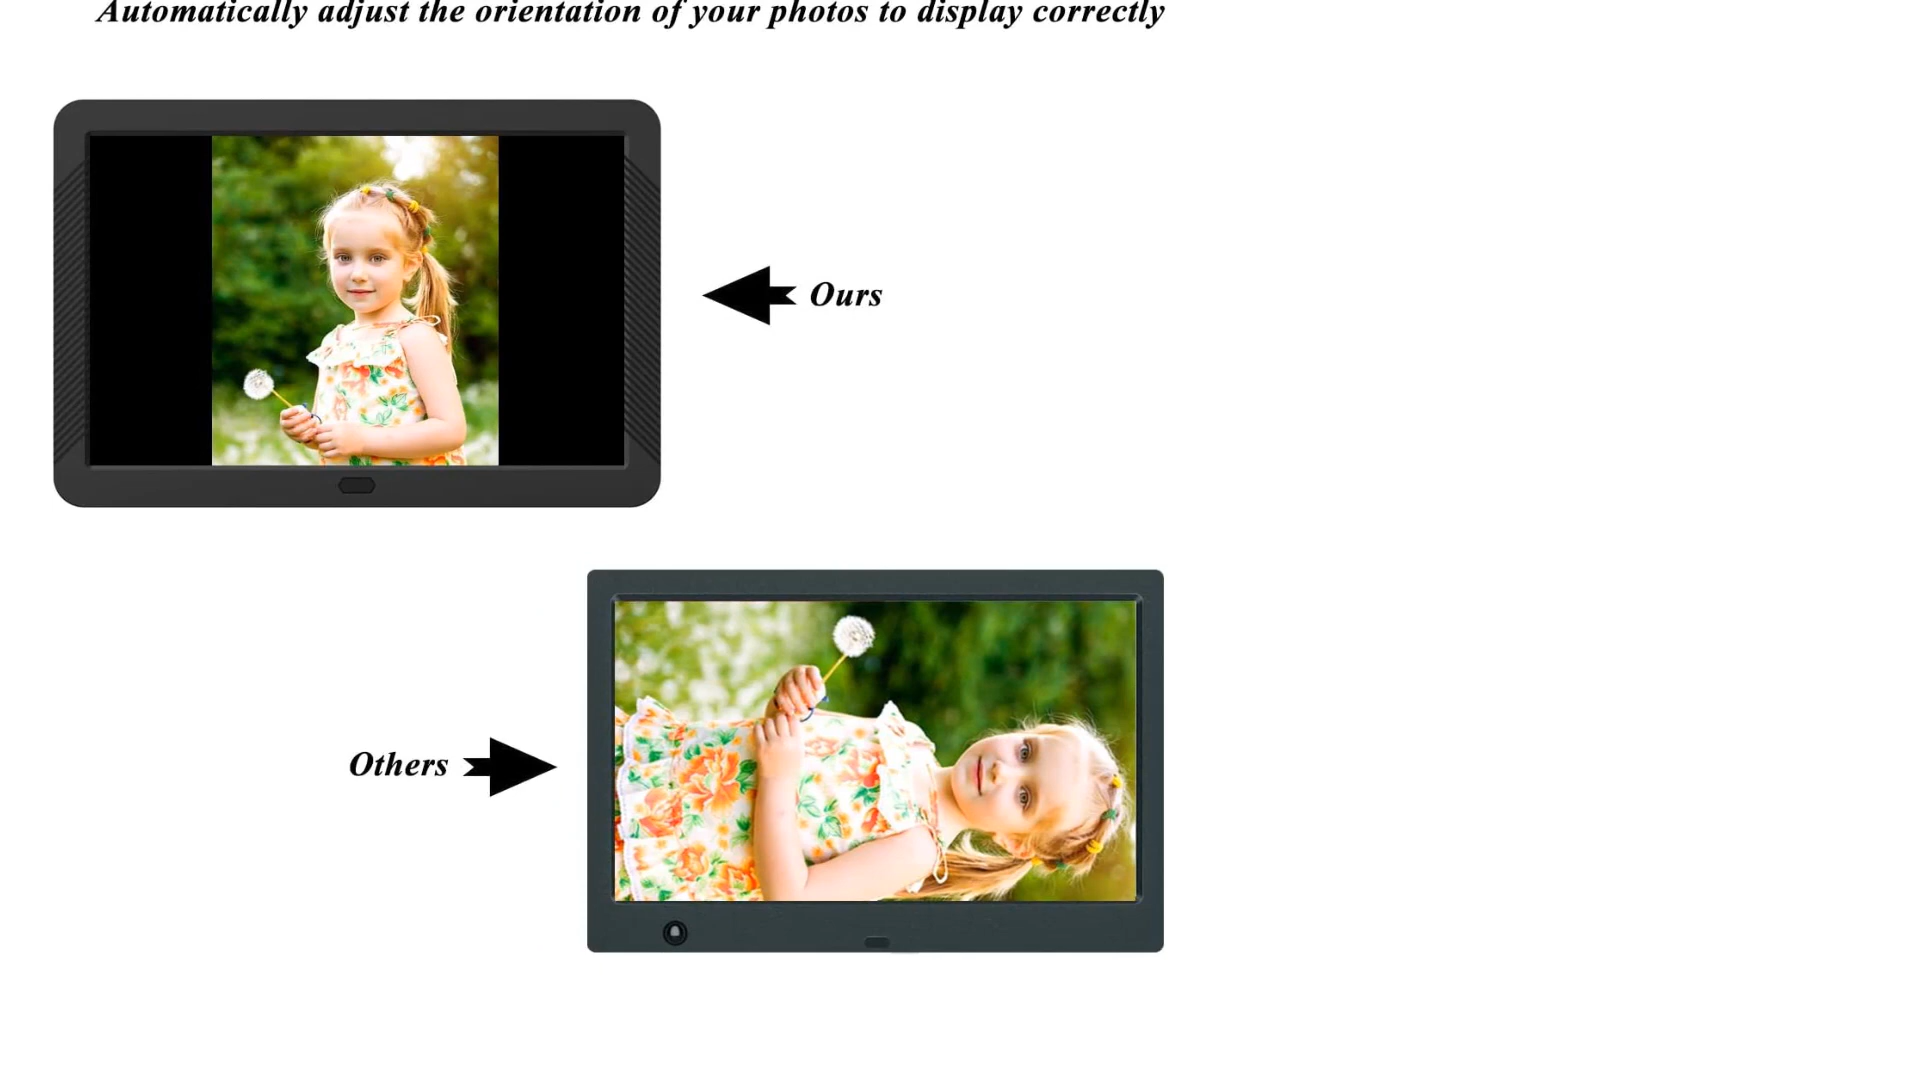 Automatically adjust the orientation of your photos to display correctly
Ours
Others